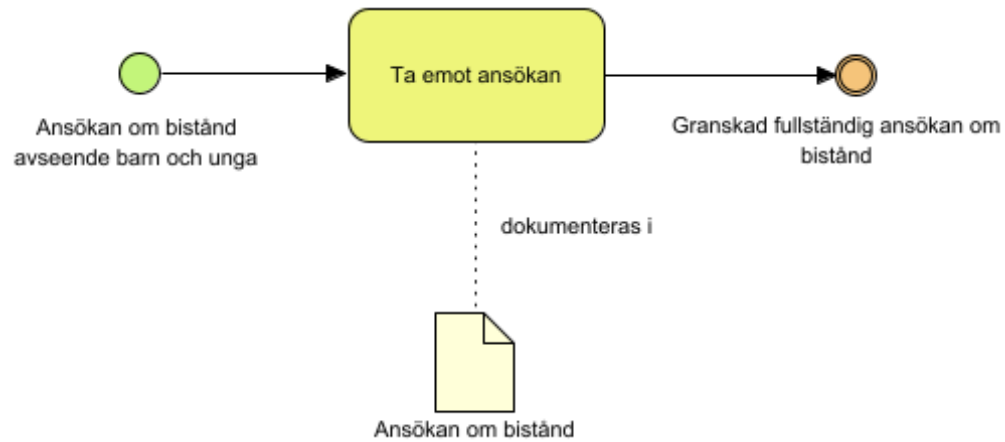 Ta emot ansökan
Ansökan om bistånd
avseende barn och unga
Granskad fullständig ansökan om
bistånd
dokumenteras i
Ansökan om bistånd